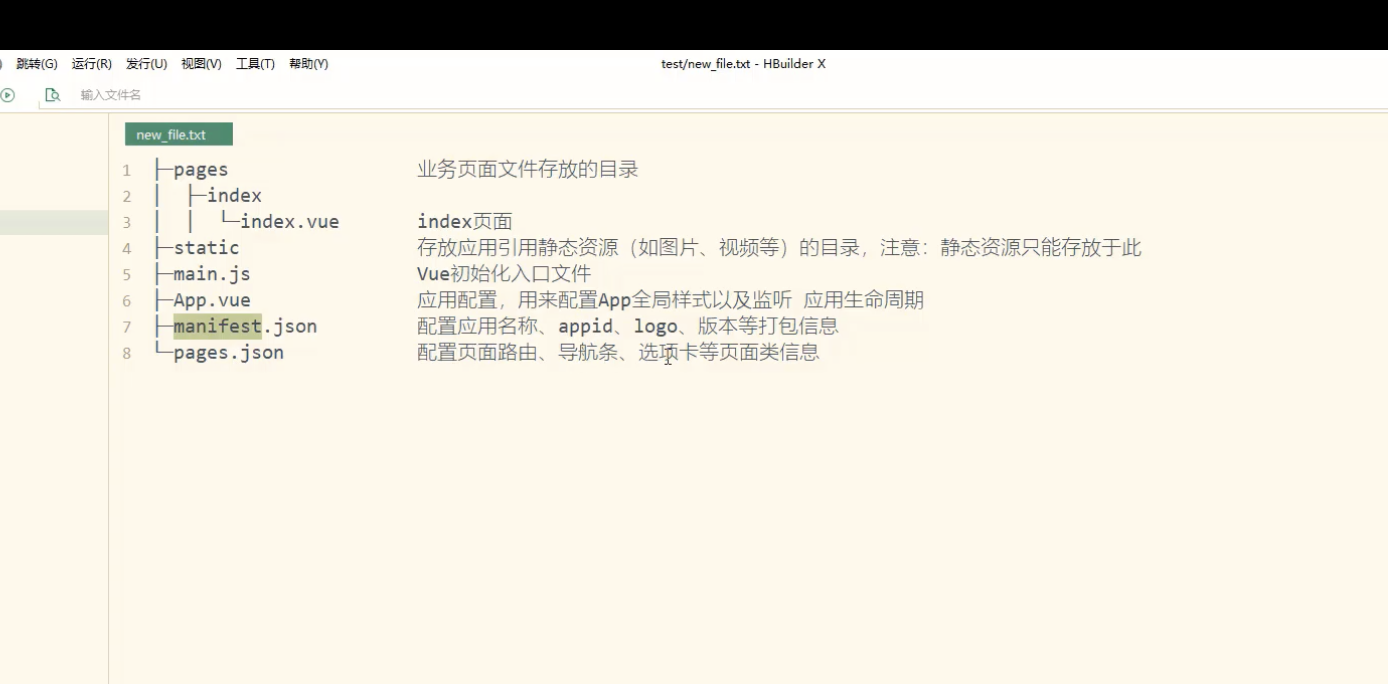 跳转(G) 运行(R) 发行(U) 视图(V) 工具(T) 帮助(Y) test/new_file.txt - HBuilder X
输入文件名
new_file.txt
1 ├─pages 业务页面文件存放的目录
2 │ ├─index
3 │ │ └─index.vue index页面
4 ├─static 存放应用引用静态资源（如图片、视频等）的目录，注意：静态资源只能存放于此
5 ├─main.js Vue初始化入口文件
6 ├─App.vue 应用配置，用来配置App全局样式以及监听 应用生命周期
7 ├─manifest.json 配置应用名称、appid、logo、版本等打包信息
8 └─pages.json 配置页面路由、导航条、选项卡等页面类信息